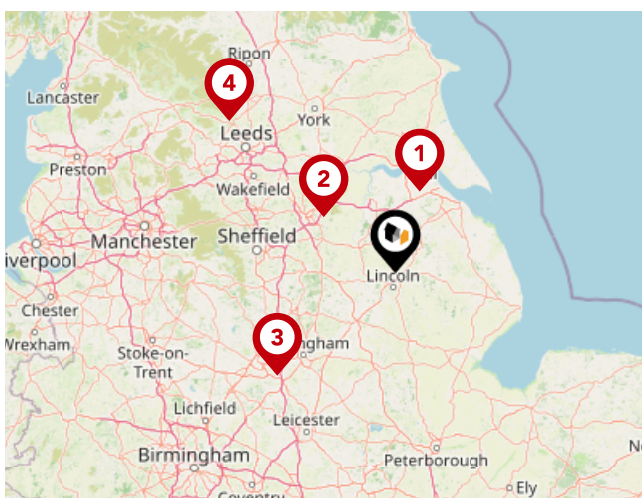 Ripon
4
Lancaster
York
Leeds
1
Preston
Wakefield
2
Manchester
Sheffield
iverpool
Lincoln
Chester
3
Wrexham
ngham
Stoke-on-
Trent
Lichfield
Leicester
Birmingham
Peterborough
Coventry
Ely